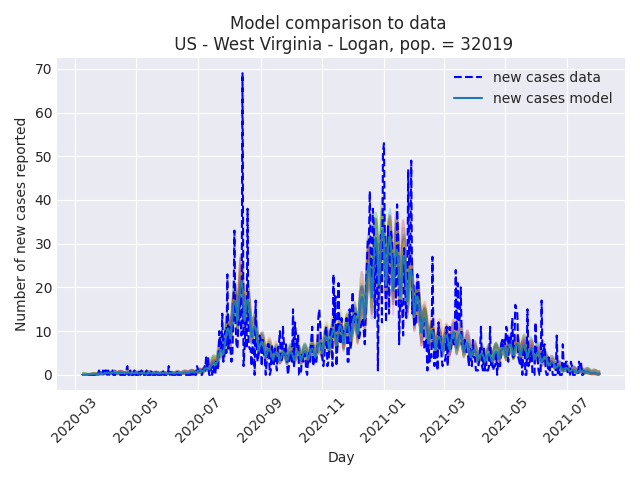 Model comparison to data
US - West Virginia - Logan, pop. = 32019
new cases data
new cases model
Number of new cases reported
70
60
50
40
30
20
10
0
2020-03
2020-05
2020-07
2020-09
2020-11
2021-01
2021-03
2021-05
2021-07
Day